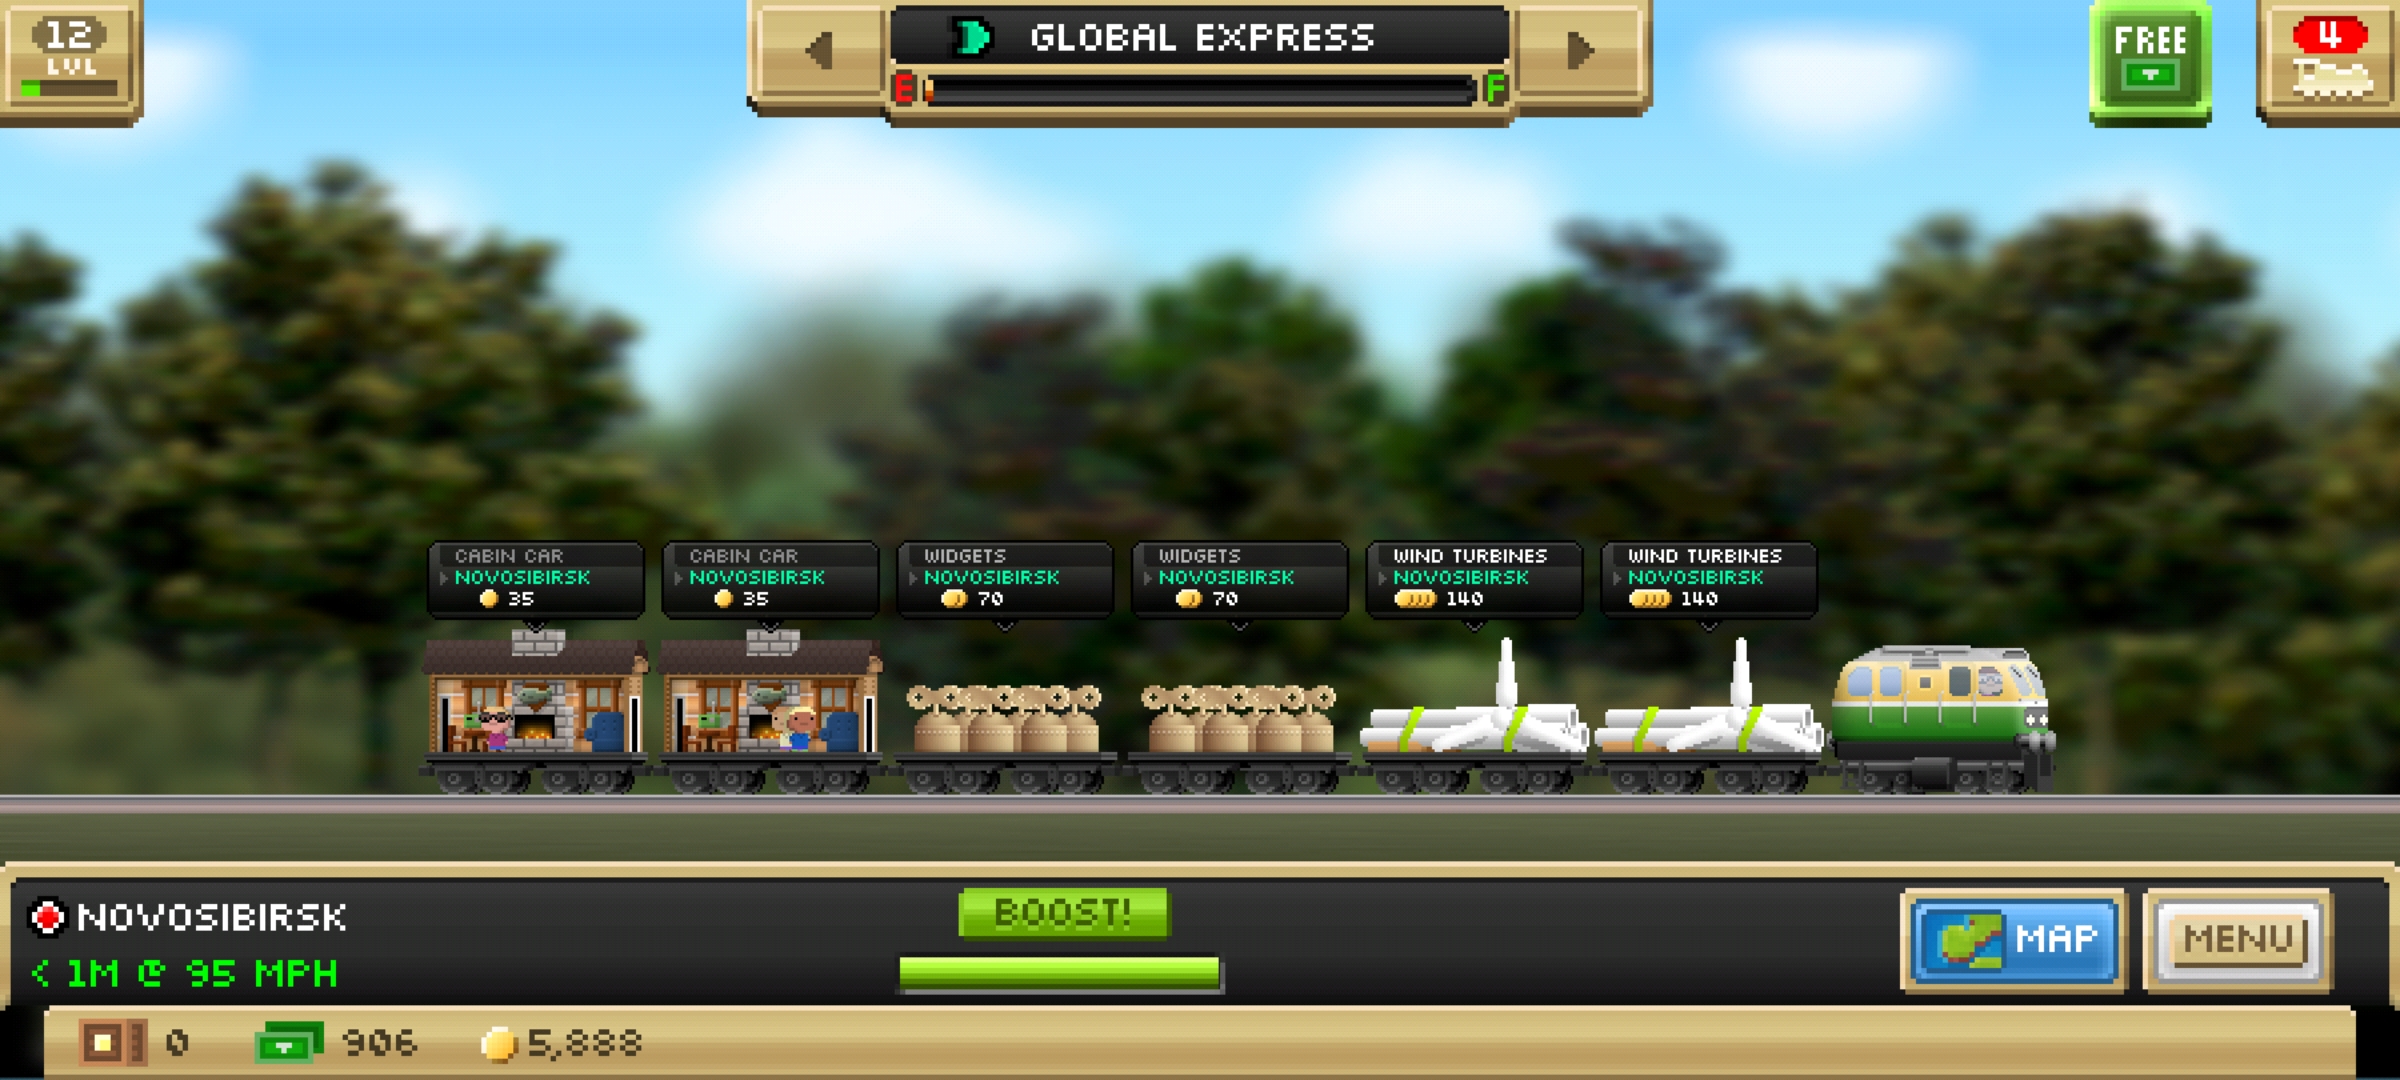 12
LVL
GLOBAL EXPRESS
E F
FREE
4
CABIN CAR
NOVOSIBIRSK
35
CABIN CAR
NOVOSIBIRSK
35
WIDGETS
NOVOSIBIRSK
70
WIDGETS
NOVOSIBIRSK
70
WIND TURBINES
NOVOSIBIRSK
140
WIND TURBINES
NOVOSIBIRSK
140
NOVOSIBIRSK
< 1M @ 95 MPH
BOOST!
MAP
MENU
0
906
5,888